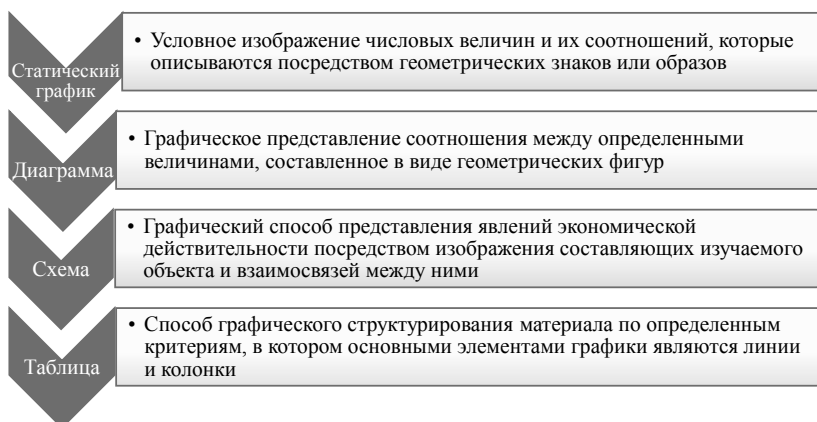 Статический
график
• Условное изображение числовых величин и их соотношений, которые
описываются посредством геометрических знаков или образов
Диаграмма
• Графическое представление соотношения между определенными
величинами, составленное в виде геометрических фигур
Схема
• Графический способ представления явлений экономической
действительности посредством изображения составляющих изучаемого
объекта и взаимосвязей между ними
Таблица
• Способ графического структурирования материала по определенным
критериям, в котором основными элементами графики являются линии
и колонки